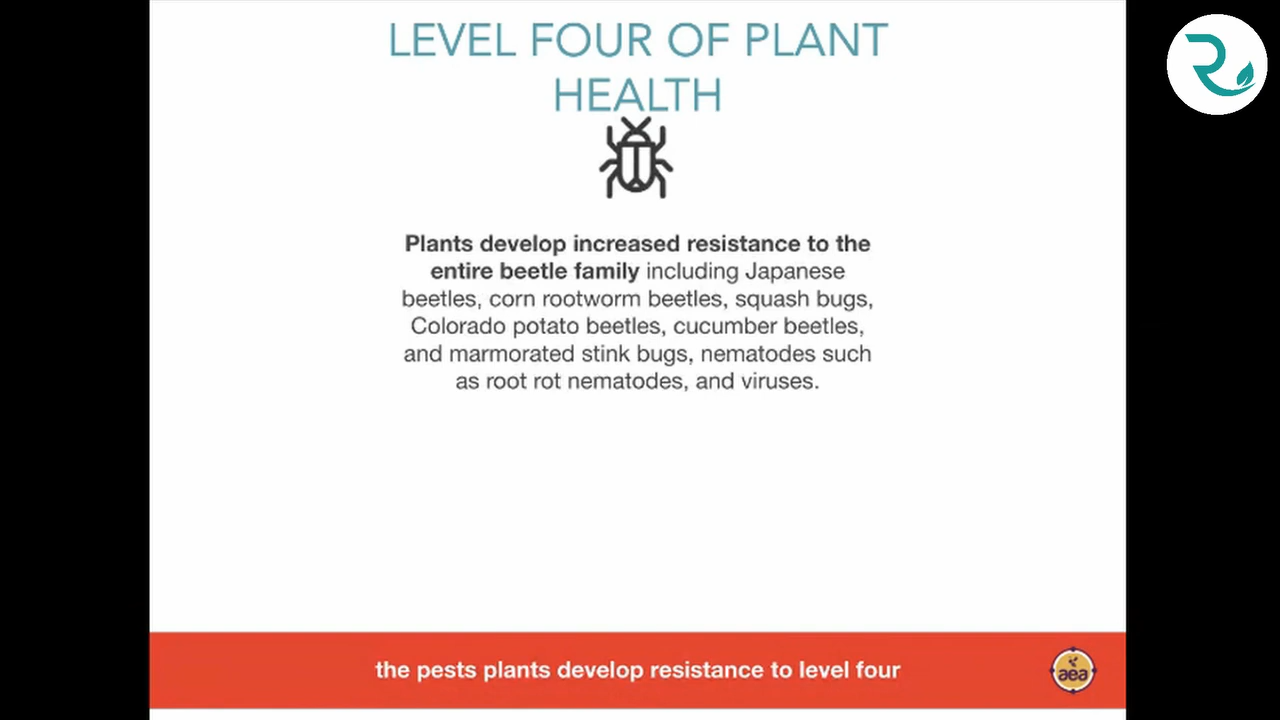 LEVEL FOUR OF PLANT
HEALTH
Plants develop increased resistance to the
entire beetle family including Japanese
beetles, corn rootworm beetles, squash bugs,
Colorado potato beetles, cucumber beetles,
and marmorated stink bugs, nematodes such
as root rot nematodes, and viruses.
the pests plants develop resistance to level four
aea